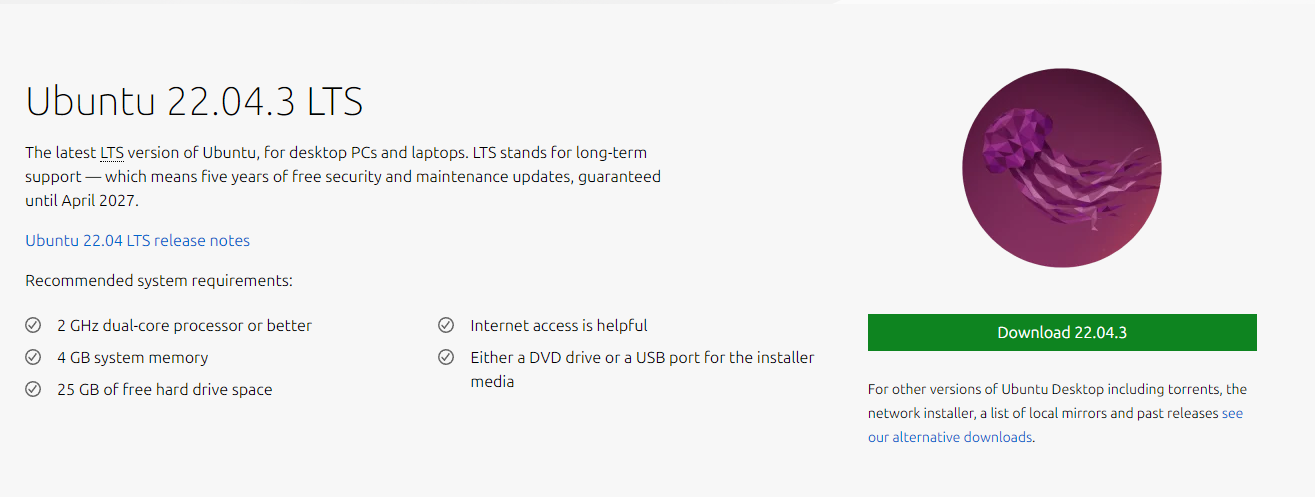 Ubuntu 22.04.3 LTS
The latest LTS version of Ubuntu, for desktop PCs and laptops. LTS stands for long-term
support — which means five years of free security and maintenance updates, guaranteed
until April 2027.
Ubuntu 22.04 LTS release notes
Recommended system requirements:
2 GHz dual-core processor or better
4 GB system memory
25 GB of free hard drive space
Internet access is helpful
Either a DVD drive or a USB port for the installer
media
Download 22.04.3
For other versions of Ubuntu Desktop including torrents, the
network installer, a list of local mirrors and past releases see
our alternative downloads.